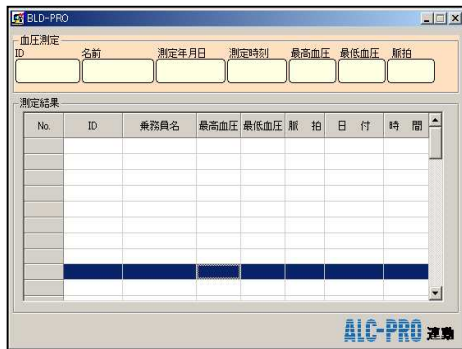 BLD-PRO
血圧測定
ID 名前 測定年月日 測定時刻 最高血圧 最低血圧 脈拍
測定結果
No. ID 乗務員名 最高血圧 最低血圧 脈 拍 日 付 時 間
ALC-PRO 連動